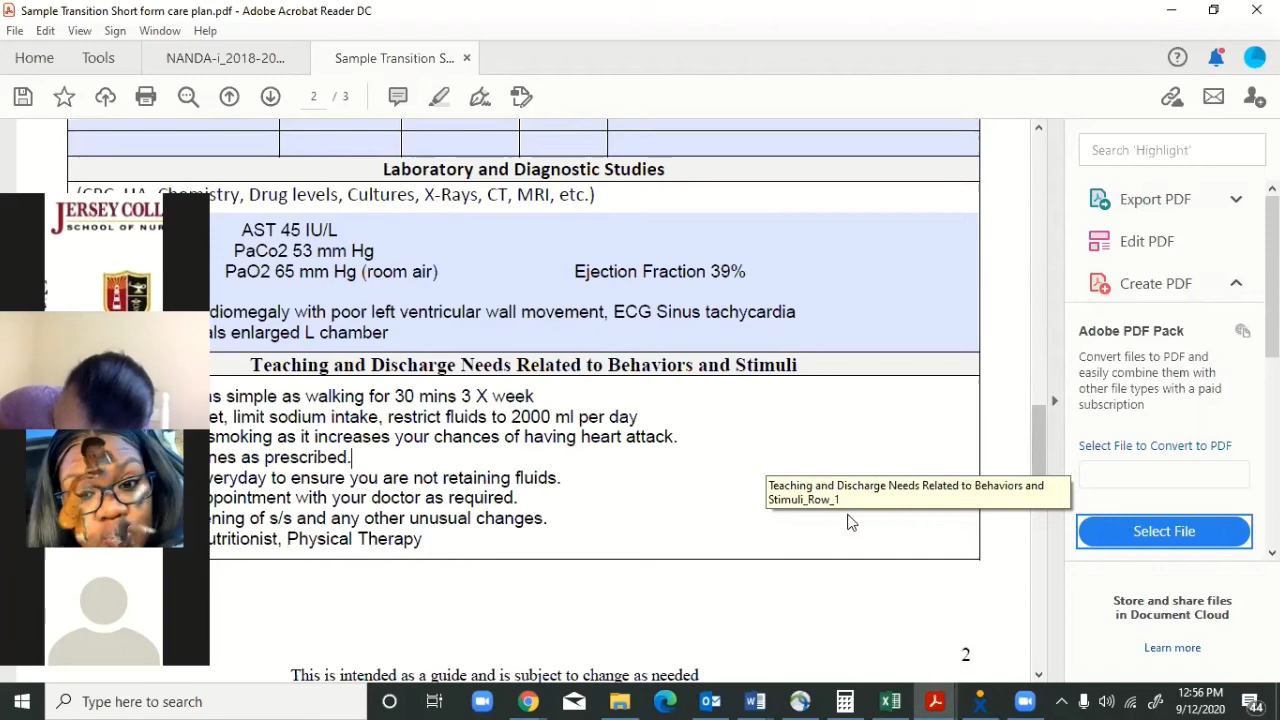 Sample Transition Short form care plan.pdf - Adobe Acrobat Reader DC
File Edit View Sign Window Help
Home Tools NANDA-i_2018-20... Sample Transition S... ×
2 / 3
Laboratory and Diagnostic Studies
(CBC, UA, Chemistry, Drug levels, Cultures, X-Rays, CT, MRI, etc.)
AST 45 IU/L
PaCo2 53 mm Hg
PaO2 65 mm Hg (room air) Ejection Fraction 39%
diomegaly with poor left ventricular wall movement, ECG Sinus tachycardia
als enlarged L chamber
Teaching and Discharge Needs Related to Behaviors and Stimuli
s simple as walking for 30 mins 3 X week
et, limit sodium intake, restrict fluids to 2000 ml per day
smoking as it increases your chances of having heart attack.
nes as prescribed.
veryday to ensure you are not retaining fluids.
ppointment with your doctor as required.
ening of s/s and any other unusual changes.
utritionist, Physical Therapy
Teaching and Discharge Needs Related to Behaviors and
Stimuli_Row_1
2
This is intended as a guide and is subject to change as needed
JERSEY COLL
SCHOOL OF NUR
Search 'Highlight'
Export PDF
Edit PDF
Create PDF
Adobe PDF Pack
Convert files to PDF and
easily combine them with
other file types with a paid
subscription
Select File to Convert to PDF
Select File
Store and share files
in Document Cloud
Learn more
Type here to search
12:56 PM
9/12/2020
44